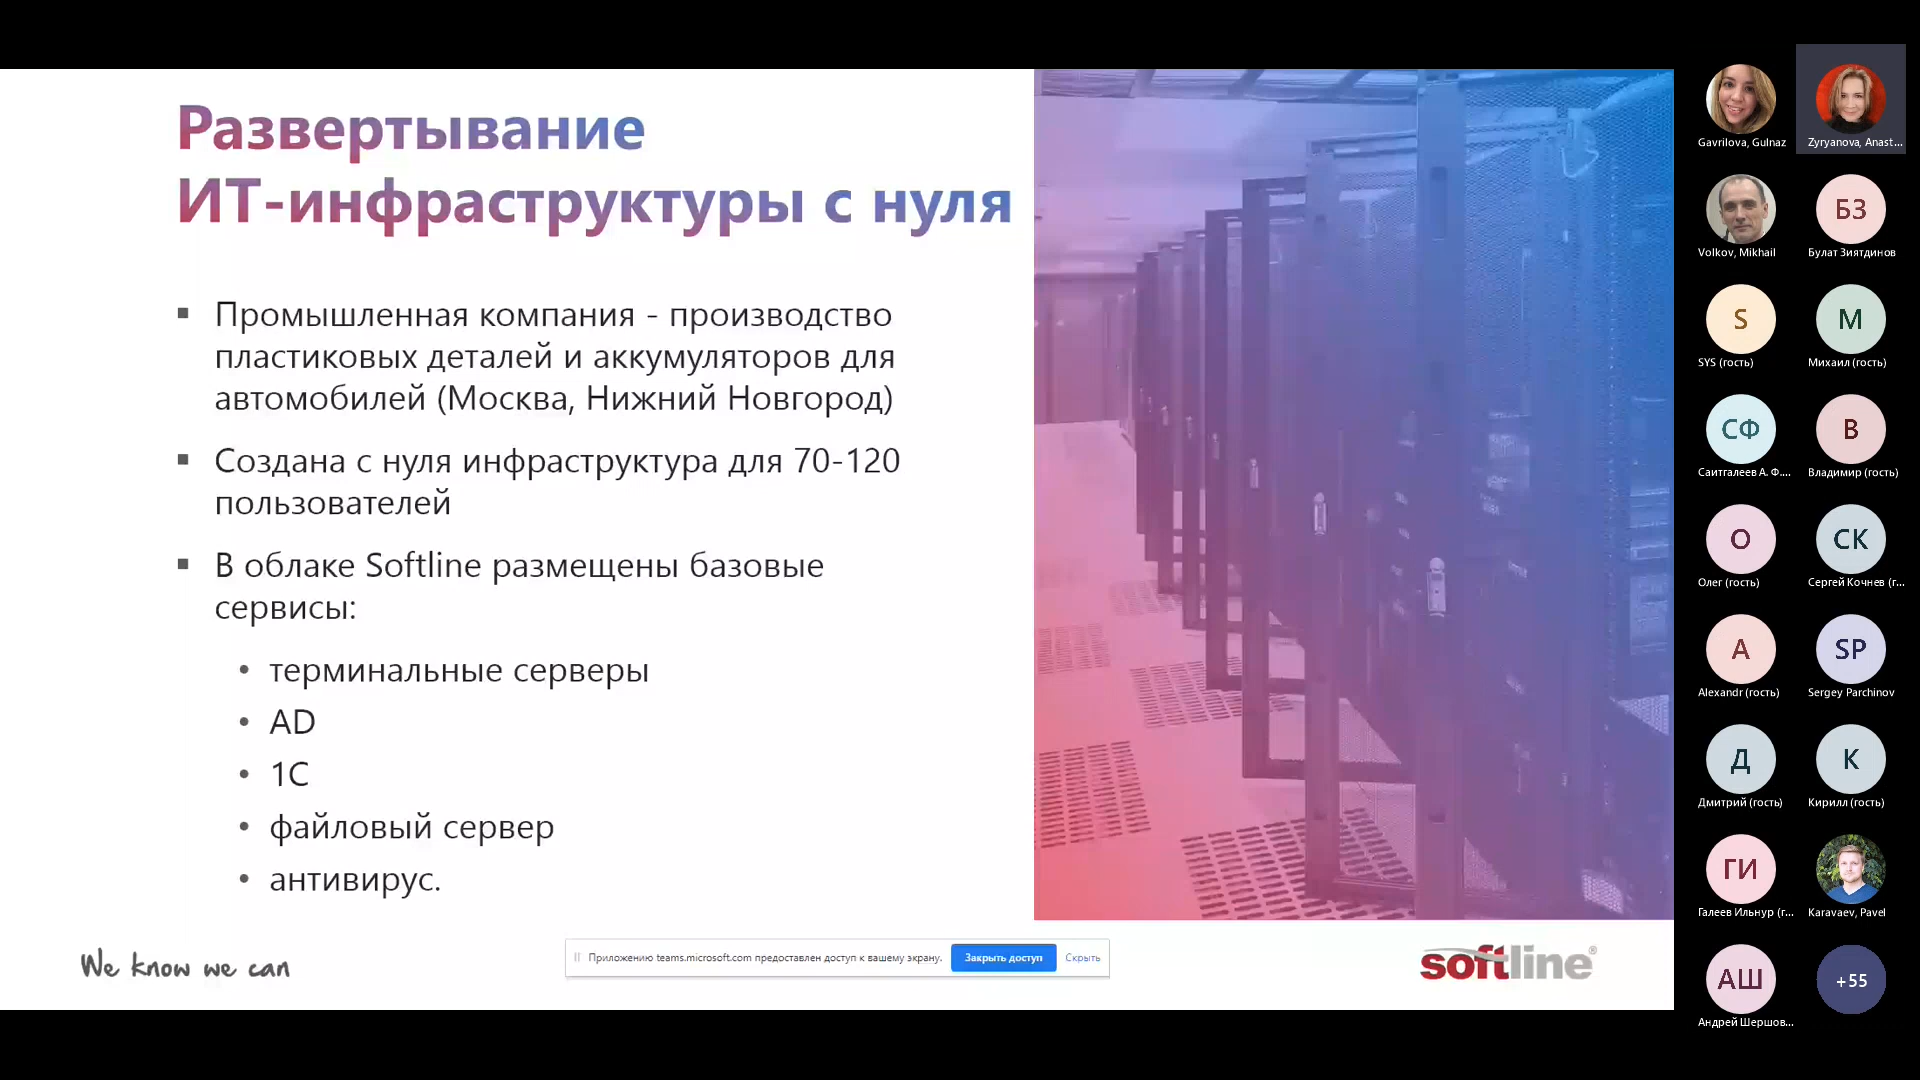 Развертывание
ИТ-инфраструктуры с нуля
Промышленная компания - производство
пластиковых деталей и аккумуляторов для
автомобилей (Москва, Нижний Новгород)
Создана с нуля инфраструктура для 70-120
пользователей
В облаке Softline размещены базовые
сервисы:
терминальные серверы
AD
1С
файловый сервер
антивирус.
We know we can
Приложению teams.microsoft.com предоставлен доступ к вашему экрану.
Закрыть доступ
Скрыть
softline®
Gavrilova, Gulnaz
Zyryanova, Anast...
Volkov, Mikhail
БЗ
Булат Зиятдинов
S
SYS (гость)
М
Михаил (гость)
СФ
Саитгалеев А. Ф....
В
Владимир (гость)
О
Олег (гость)
СК
Сергей Кочнев (г...
A
Alexandr (гость)
SP
Sergey Parchinov
Д
Дмитрий (гость)
К
Кирилл (гость)
ГИ
Галеев Ильнур (г...
Karavaev, Pavel
АШ
Андрей Шершов...
+55